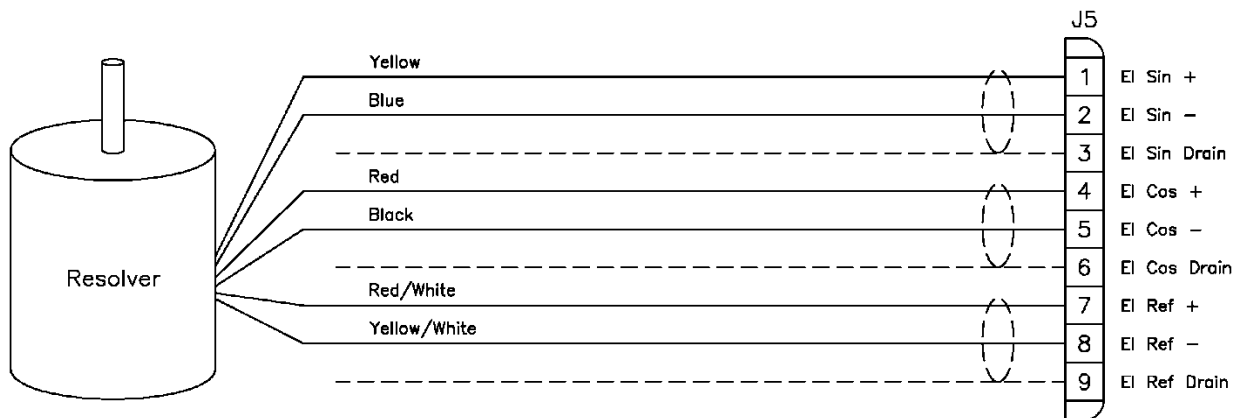 J5
Yellow
1 El Sin +
Blue
2 El Sin -
3 El Sin Drain
Red
4 El Cos +
Black
5 El Cos -
Resolver
6 El Cos Drain
Red/White
7 El Ref +
Yellow/White
8 El Ref -
9 El Ref Drain